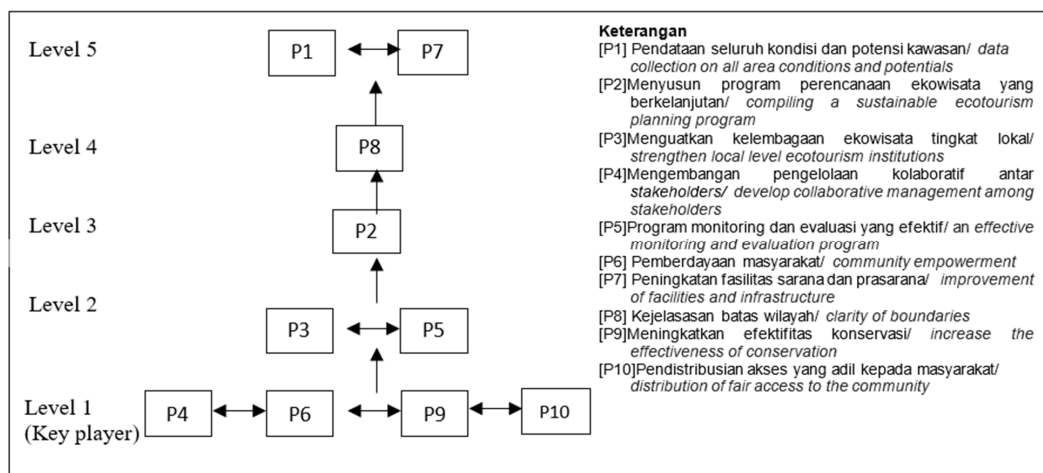 Level 5
P1
P7
Level 4
P8
Level 3
P2
Level 2
P3
P5
Level 1
(Key player)
P4
P6
P9
P10
Keterangan
[P1] Pendataan seluruh kondisi dan potensi kawasan/ data
collection on all area conditions and potentials
[P2]Menyusun program perencanaan ekowisata yang
berkelanjutan/ compiling a sustainable ecotourism
planning program
[P3]Menguatkan kelembagaan ekowisata tingkat lokal/
strengthen local level ecotourism institutions
[P4]Mengembangan pengelolaan kolaboratif antar
stakeholders/ develop collaborative management among
stakeholders
[P5]Program monitoring dan evaluasi yang efektif/ an effective
monitoring and evaluation program
[P6] Pemberdayaan masyarakat/ community empowerment
[P7] Peningkatan fasilitas sarana dan prasarana/ improvement
of facilities and infrastructure
[P8] Kejelasasan batas wilayah/ clarity of boundaries
[P9]Meningkatkan efektifitas konservasi/ increase the
effectiveness of conservation
[P10]Pendistribusian akses yang adil kepada masyarakat/
distribution of fair access to the community